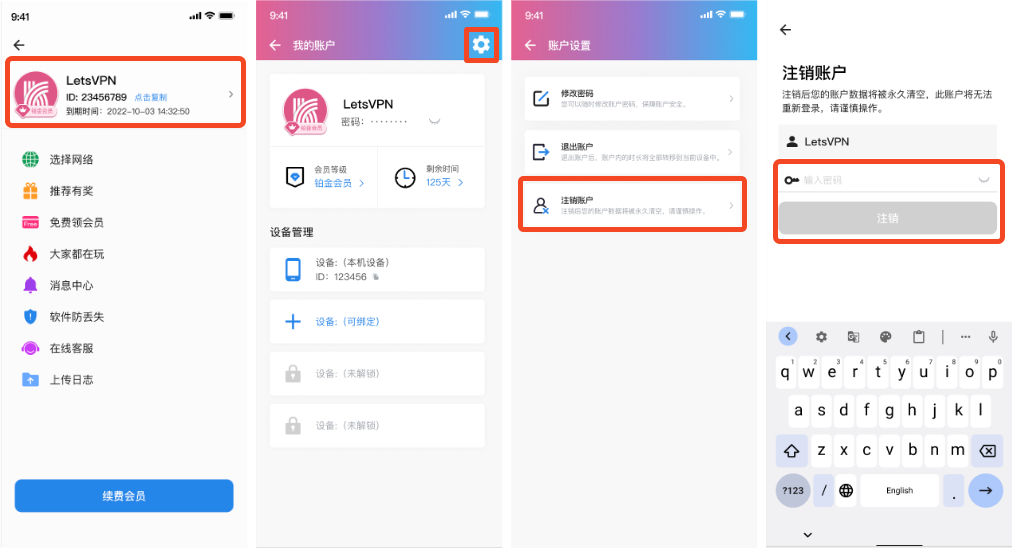 9:41
LetsVPN
ID: 23456789 点击复制
到期时间：2022-10-03 14:32:50
铂金会员
选择网络
推荐有奖
Free
免费领会员
大家都在玩
消息中心
软件防丢失
在线客服
上传日志
续费会员
9:41
我的账户
LetsVPN
密码：········
铂金会员
会员等级
铂金会员
剩余时间
125天
设备管理
设备:（本机设备）
ID：123456
设备:（可绑定）
设备:（未解锁）
设备:（未解锁）
9:41
账户设置
修改密码
您可以随时修改账户密码，保障账户安全。
退出账户
退出账户后，账户内的时长将全部转移到当前设备中。
注销账户
注销后您的账户数据将被永久清空，请谨慎操作。
注销账户
注销后您的账户数据将被永久清空，此账户将无法
重新登录，请谨慎操作。
LetsVPN
输入密码
注销
q1 w2 e3 r4 t5 y6 u7 i8 o9 p0
a s d f g h j k l
z x c v b n m
?123 / English .